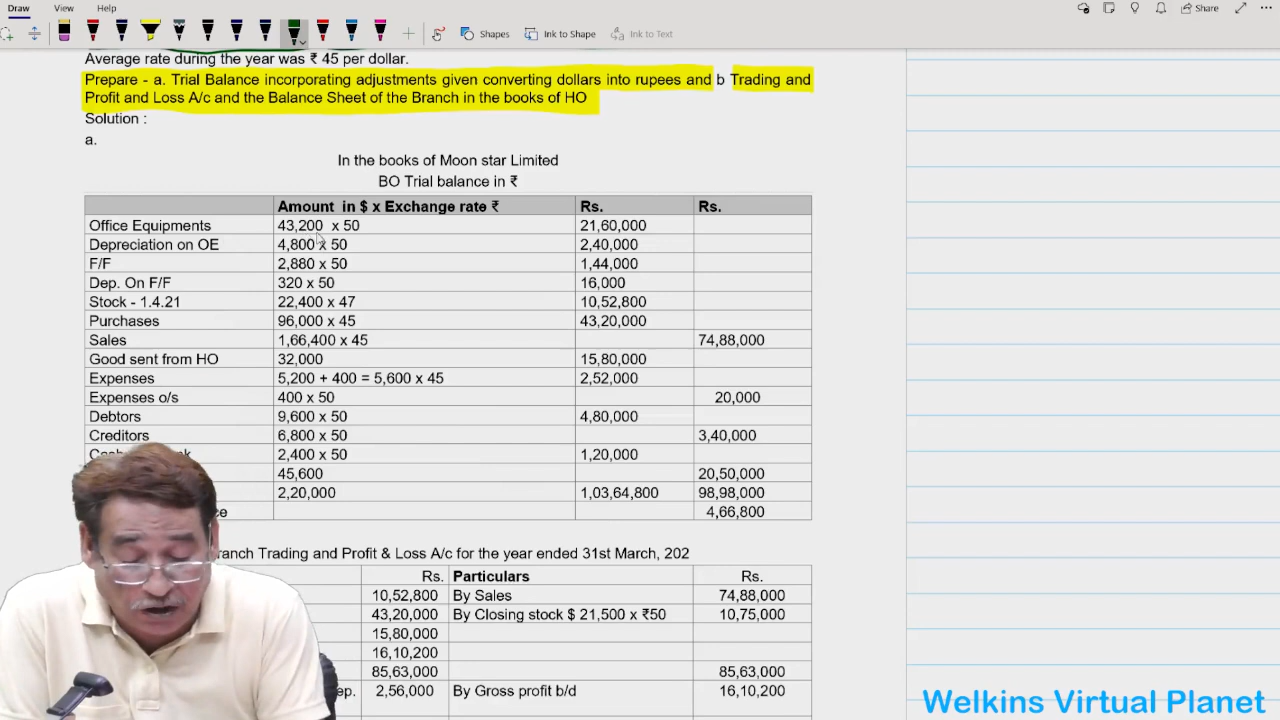 Draw View Help
Share
Shapes Ink to Shape Ink to Text
Average rate during the year was ₹ 45 per dollar.
Prepare - a. Trial Balance incorporating adjustments given converting dollars into rupees and b Trading and
Profit and Loss A/c and the Balance Sheet of the Branch in the books of HO
Solution :
a.
In the books of Moon star Limited
BO Trial balance in ₹
Amount in $ x Exchange rate ₹ Rs. Rs.
Office Equipments 43,200 x 50 21,60,000
Depreciation on OE 4,800 x 50 2,40,000
F/F 2,880 x 50 1,44,000
Dep. On F/F 320 x 50 16,000
Stock - 1.4.21 22,400 x 47 10,52,800
Purchases 96,000 x 45 43,20,000
Sales 1,66,400 x 45 74,88,000
Good sent from HO 32,000 15,80,000
Expenses 5,200 + 400 = 5,600 x 45 2,52,000
Expenses o/s 400 x 50 20,000
Debtors 9,600 x 50 4,80,000
Creditors 6,800 x 50 3,40,000
2,400 x 50 1,20,000
45,600 20,50,000
2,20,000 1,03,64,800 98,98,000
4,66,800
Trading and Profit & Loss A/c for the year ended 31st March, 202
Rs. Particulars Rs.
10,52,800 By Sales 74,88,000
43,20,000 By Closing stock $ 21,500 x ₹50 10,75,000
15,80,000
16,10,200
85,63,000 85,63,000
ep. 2,56,000 By Gross profit b/d 16,10,200
Welkins Virtual Planet